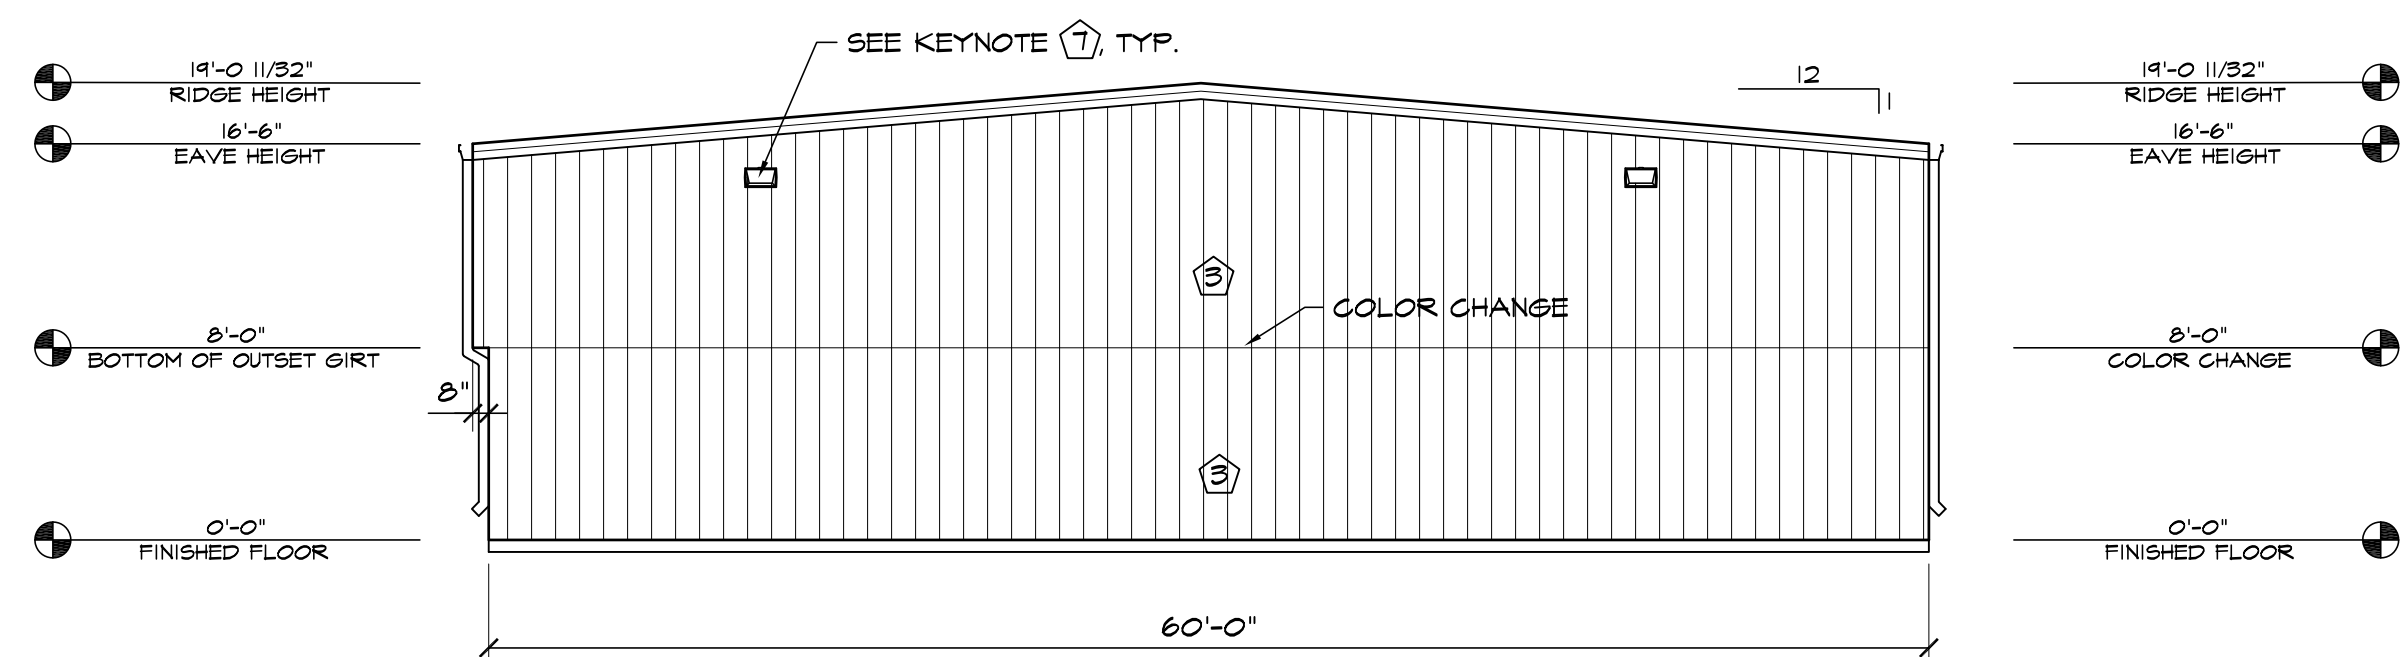 SEE KEYNOTE 7, TYP.
19'-0 11/32"
RIDGE HEIGHT
16'-6"
EAVE HEIGHT
8'-0"
BOTTOM OF OUTSET GIRT
8"
0'-0"
FINISHED FLOOR
12
1
3
COLOR CHANGE
3
60'-0"
19'-0 11/32"
RIDGE HEIGHT
16'-6"
EAVE HEIGHT
8'-0"
COLOR CHANGE
0'-0"
FINISHED FLOOR